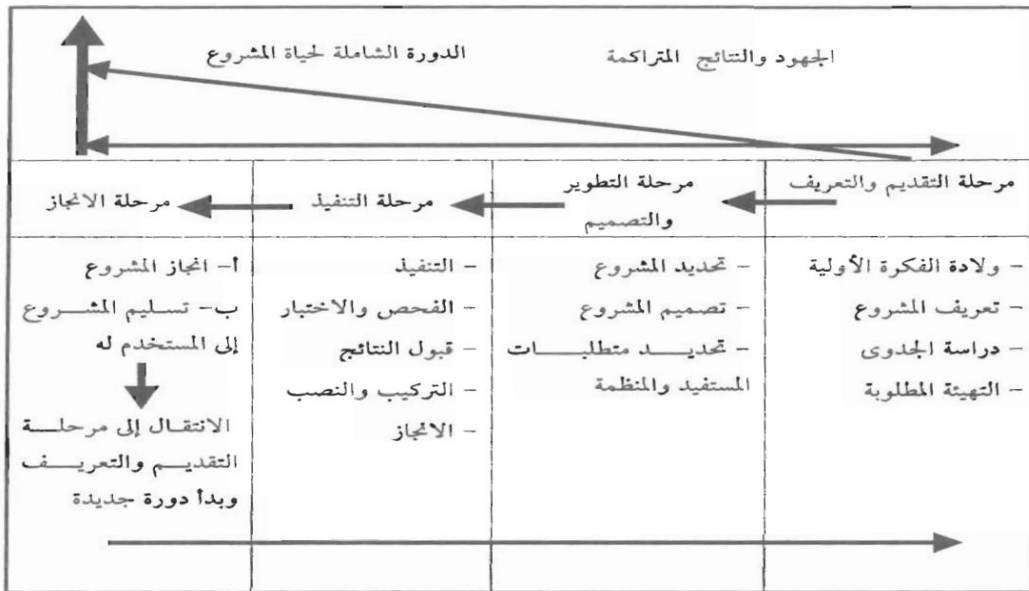 الجهود والنتائج المتراكمة
الدورة الشاملة لحياة المشروع
مرحلة التقديم والتعريف
مرحلة التطوير
والتصميم
مرحلة التنفيذ
مرحلة الانجاز
- ولادة الفكرة الأولية
- تعريف المشروع
- دراسة الجدوى
- التهيئة المطلوبة
- تحديد المشروع
- تصميم المشروع
- تحديد متطلبات
المستفيد والمنظمة
- التنفيذ
- الفحص والاختبار
- قبول النتائج
- التركيب والنصب
- الانجاز
أ- انجاز المشروع
ب- تسليم المشروع
إلى المستخدم له
الانتقال إلى مرحلة
التقديم والتعريف
وبدأ دورة جديدة